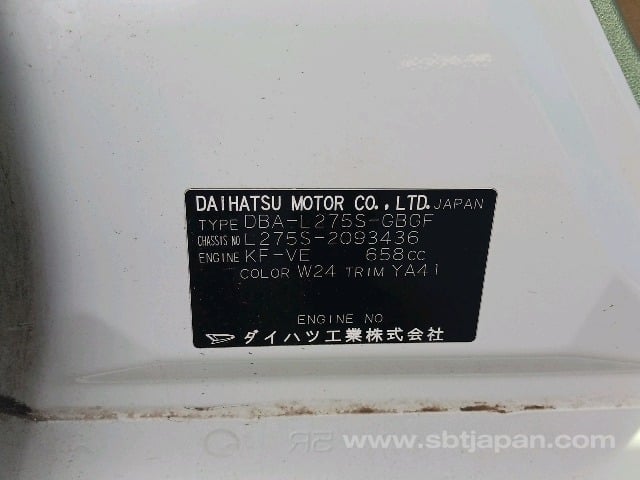 DAIHATSU MOTOR CO., LTD. JAPAN
TYPE DBA-L275S-GBGF
CHASSIS NO L275S-2093436
ENGINE KF-VE 658cc
COLOR W24 TRIM YA41
ENGINE NO
ダイハツ工業株式会社
www.sbtjapan.com